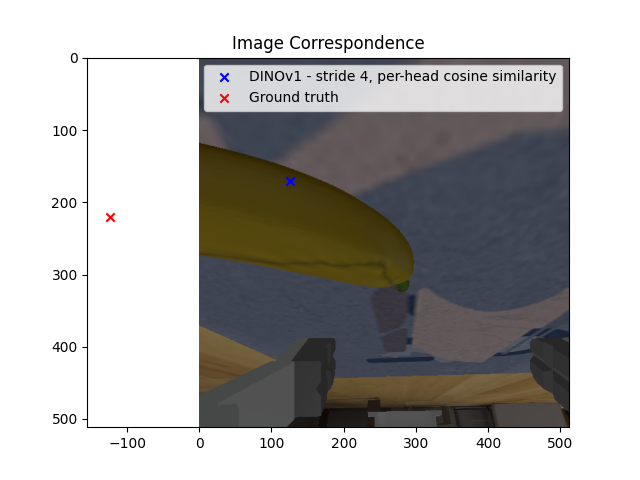 Image Correspondence
DINOv1 - stride 4, per-head cosine similarity
Ground truth
0
100
200
300
400
500
−100 0 100 200 300 400 500